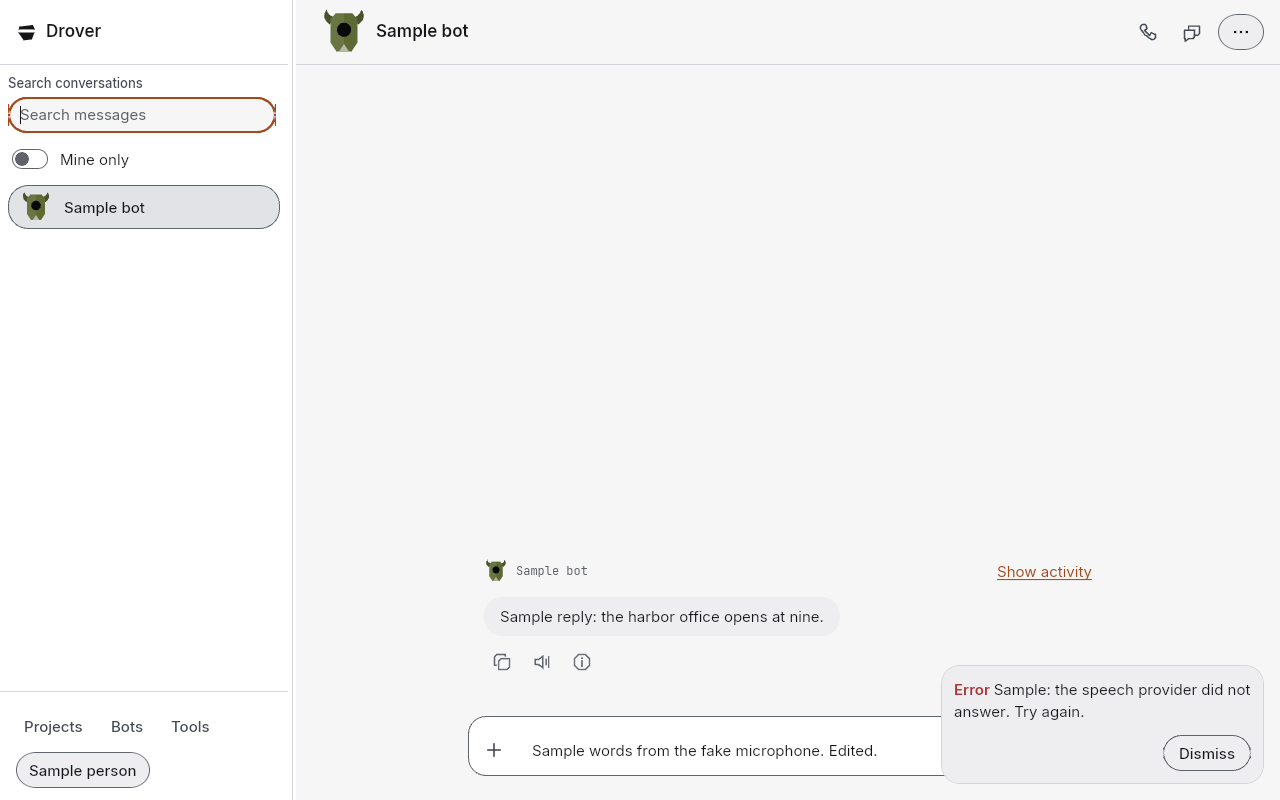 Drover
Search conversations
Search messages
Mine only
Sample bot
Projects
Bots
Tools
Sample person
Sample bot
Sample bot
Show activity
Sample reply: the harbor office opens at nine.
Sample words from the fake microphone. Edited.
Error Sample: the speech provider did not
answer. Try again.
Dismiss